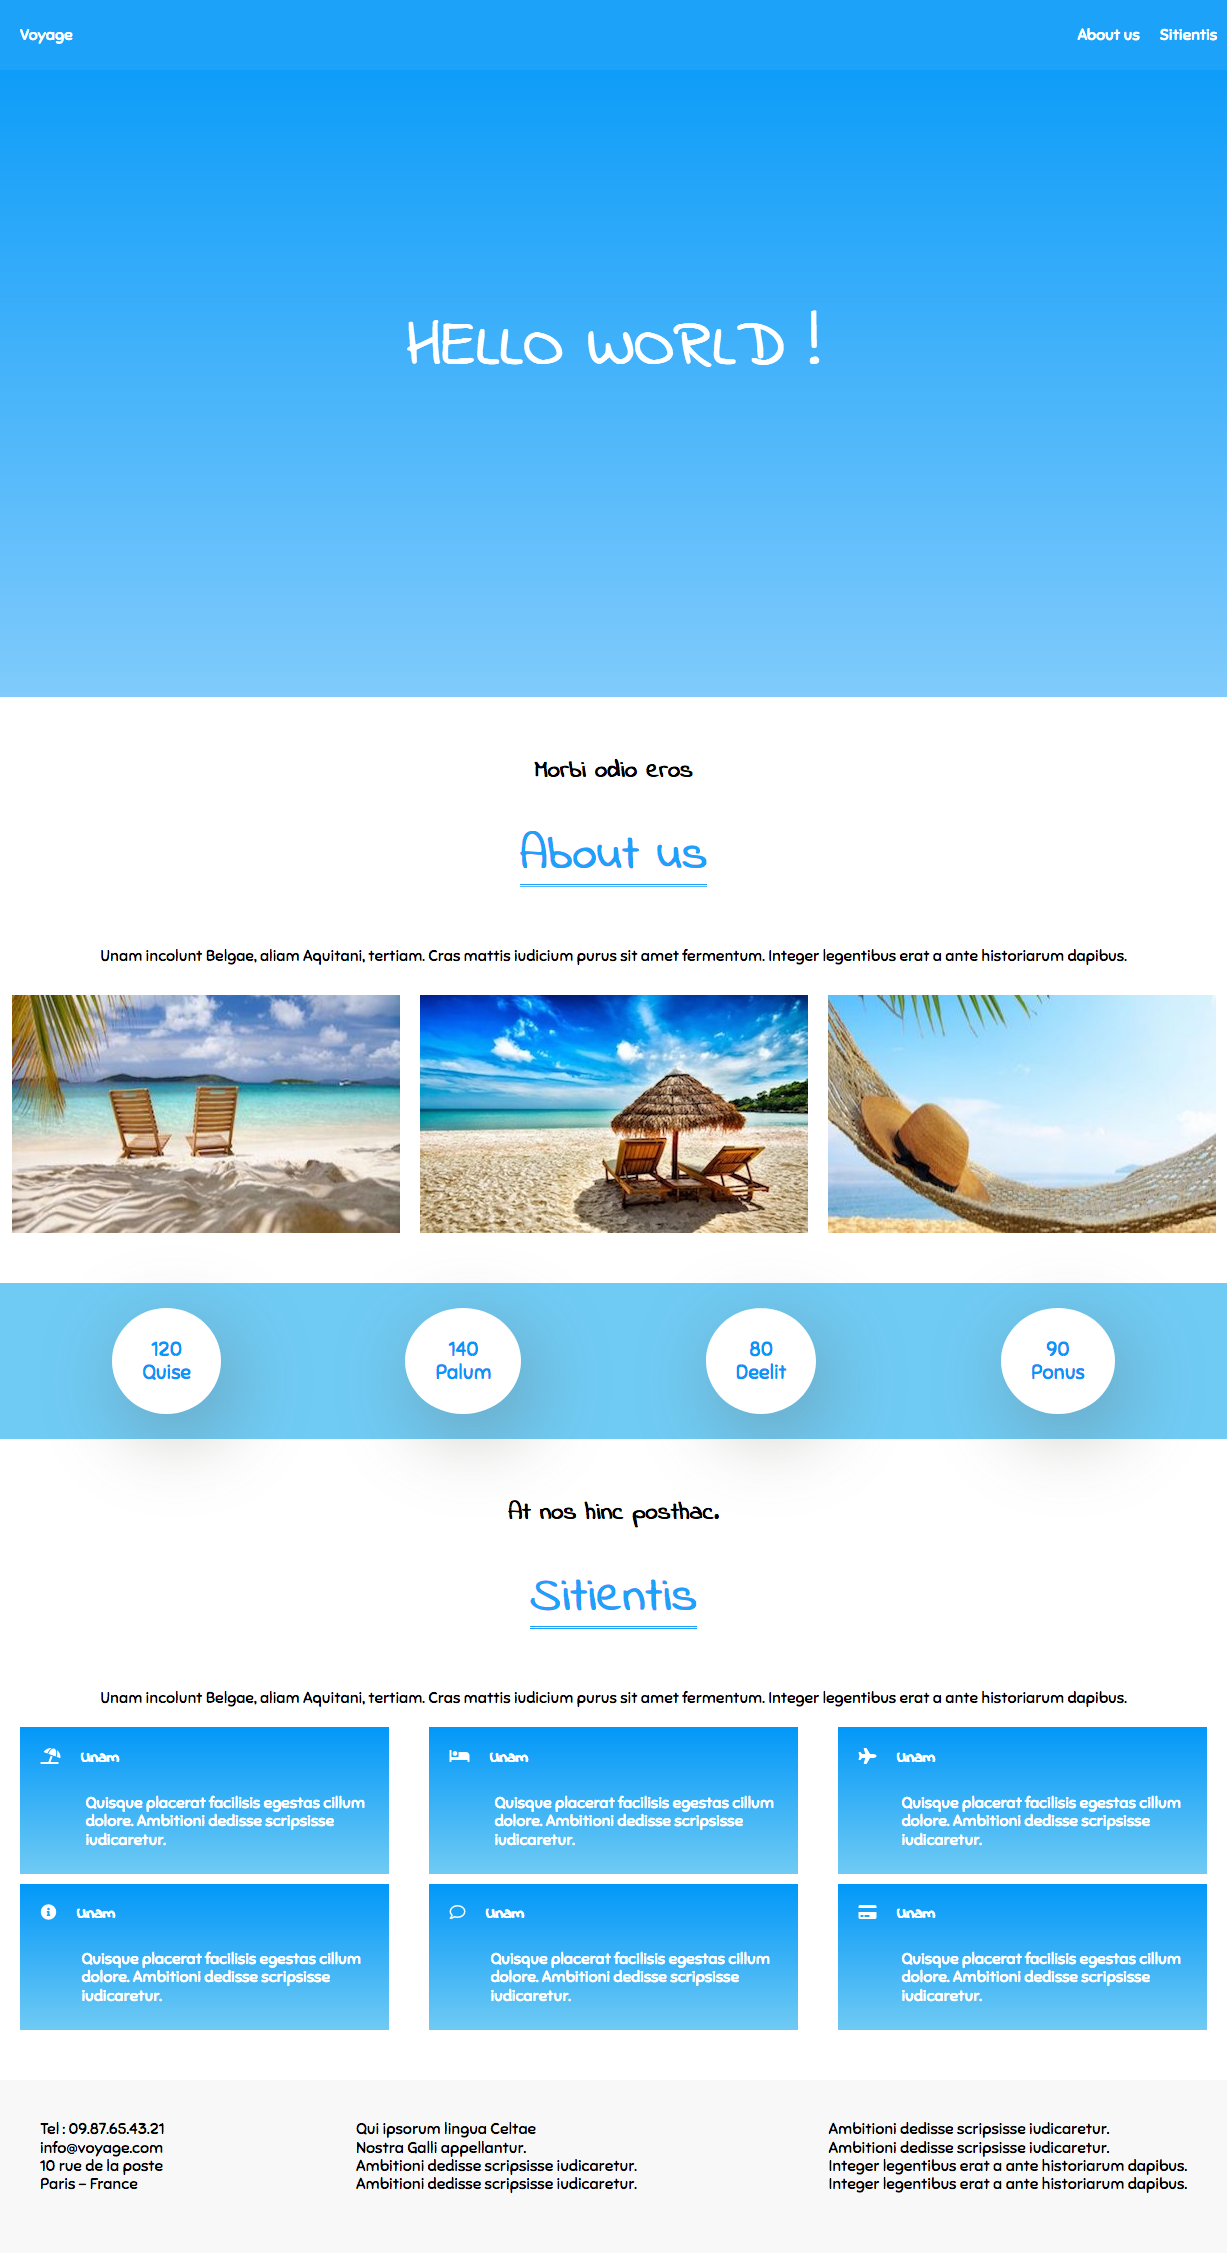 Voyage
About us Sitientis
HELLO WORLD !
Morbi odio eros
About us
Unam incolunt Belgae, aliam Aquitani, tertiam. Cras mattis iudicium purus sit amet fermentum. Integer legentibus erat a ante historiarum dapibus.
120
Quise
140
Palum
80
Deelit
90
Ponus
At nos hinc posthac.
Sitientis
Unam incolunt Belgae, aliam Aquitani, tertiam. Cras mattis iudicium purus sit amet fermentum. Integer legentibus erat a ante historiarum dapibus.
Unam
Quisque placerat facilisis egestas cillum
dolore. Ambitioni dedisse scripsisse
iudicaretur.
Unam
Quisque placerat facilisis egestas cillum
dolore. Ambitioni dedisse scripsisse
iudicaretur.
Unam
Quisque placerat facilisis egestas cillum
dolore. Ambitioni dedisse scripsisse
iudicaretur.
Unam
Quisque placerat facilisis egestas cillum
dolore. Ambitioni dedisse scripsisse
iudicaretur.
Unam
Quisque placerat facilisis egestas cillum
dolore. Ambitioni dedisse scripsisse
iudicaretur.
Unam
Quisque placerat facilisis egestas cillum
dolore. Ambitioni dedisse scripsisse
iudicaretur.
Tel : 09.87.65.43.21
info@voyage.com
10 rue de la poste
Paris – France
Qui ipsorum lingua Celtae
Nostra Galli appellantur.
Ambitioni dedisse scripsisse iudicaretur.
Ambitioni dedisse scripsisse iudicaretur.
Ambitioni dedisse scripsisse iudicaretur.
Ambitioni dedisse scripsisse iudicaretur.
Integer legentibus erat a ante historiarum dapibus.
Integer legentibus erat a ante historiarum dapibus.